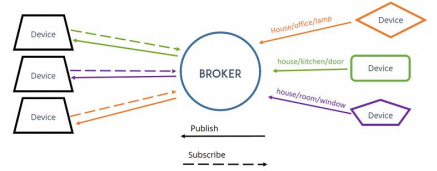 Device
Device
Device
BROKER
House/office/lamp
Device
house/kitchen/door
Device
house/room/window
Device
Publish
Subscribe